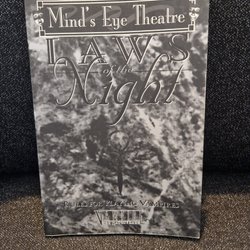 Mind's Eye Theatre
LAWS
of the
Night
RULES FOR PLAYING VAMPIRES